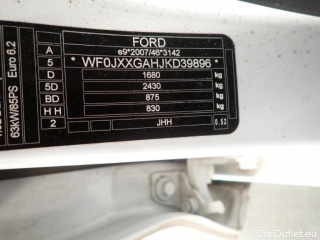 FORD
A e9*2007/46*3142
5 * WF0JXXGAHJKD39896 *
D 1680 kg
5D 2430 kg
BD 875 kg
H H 830 kg
2 JHH 0.52
63kW/85PS Euro 6.2
CarOutlet.eu